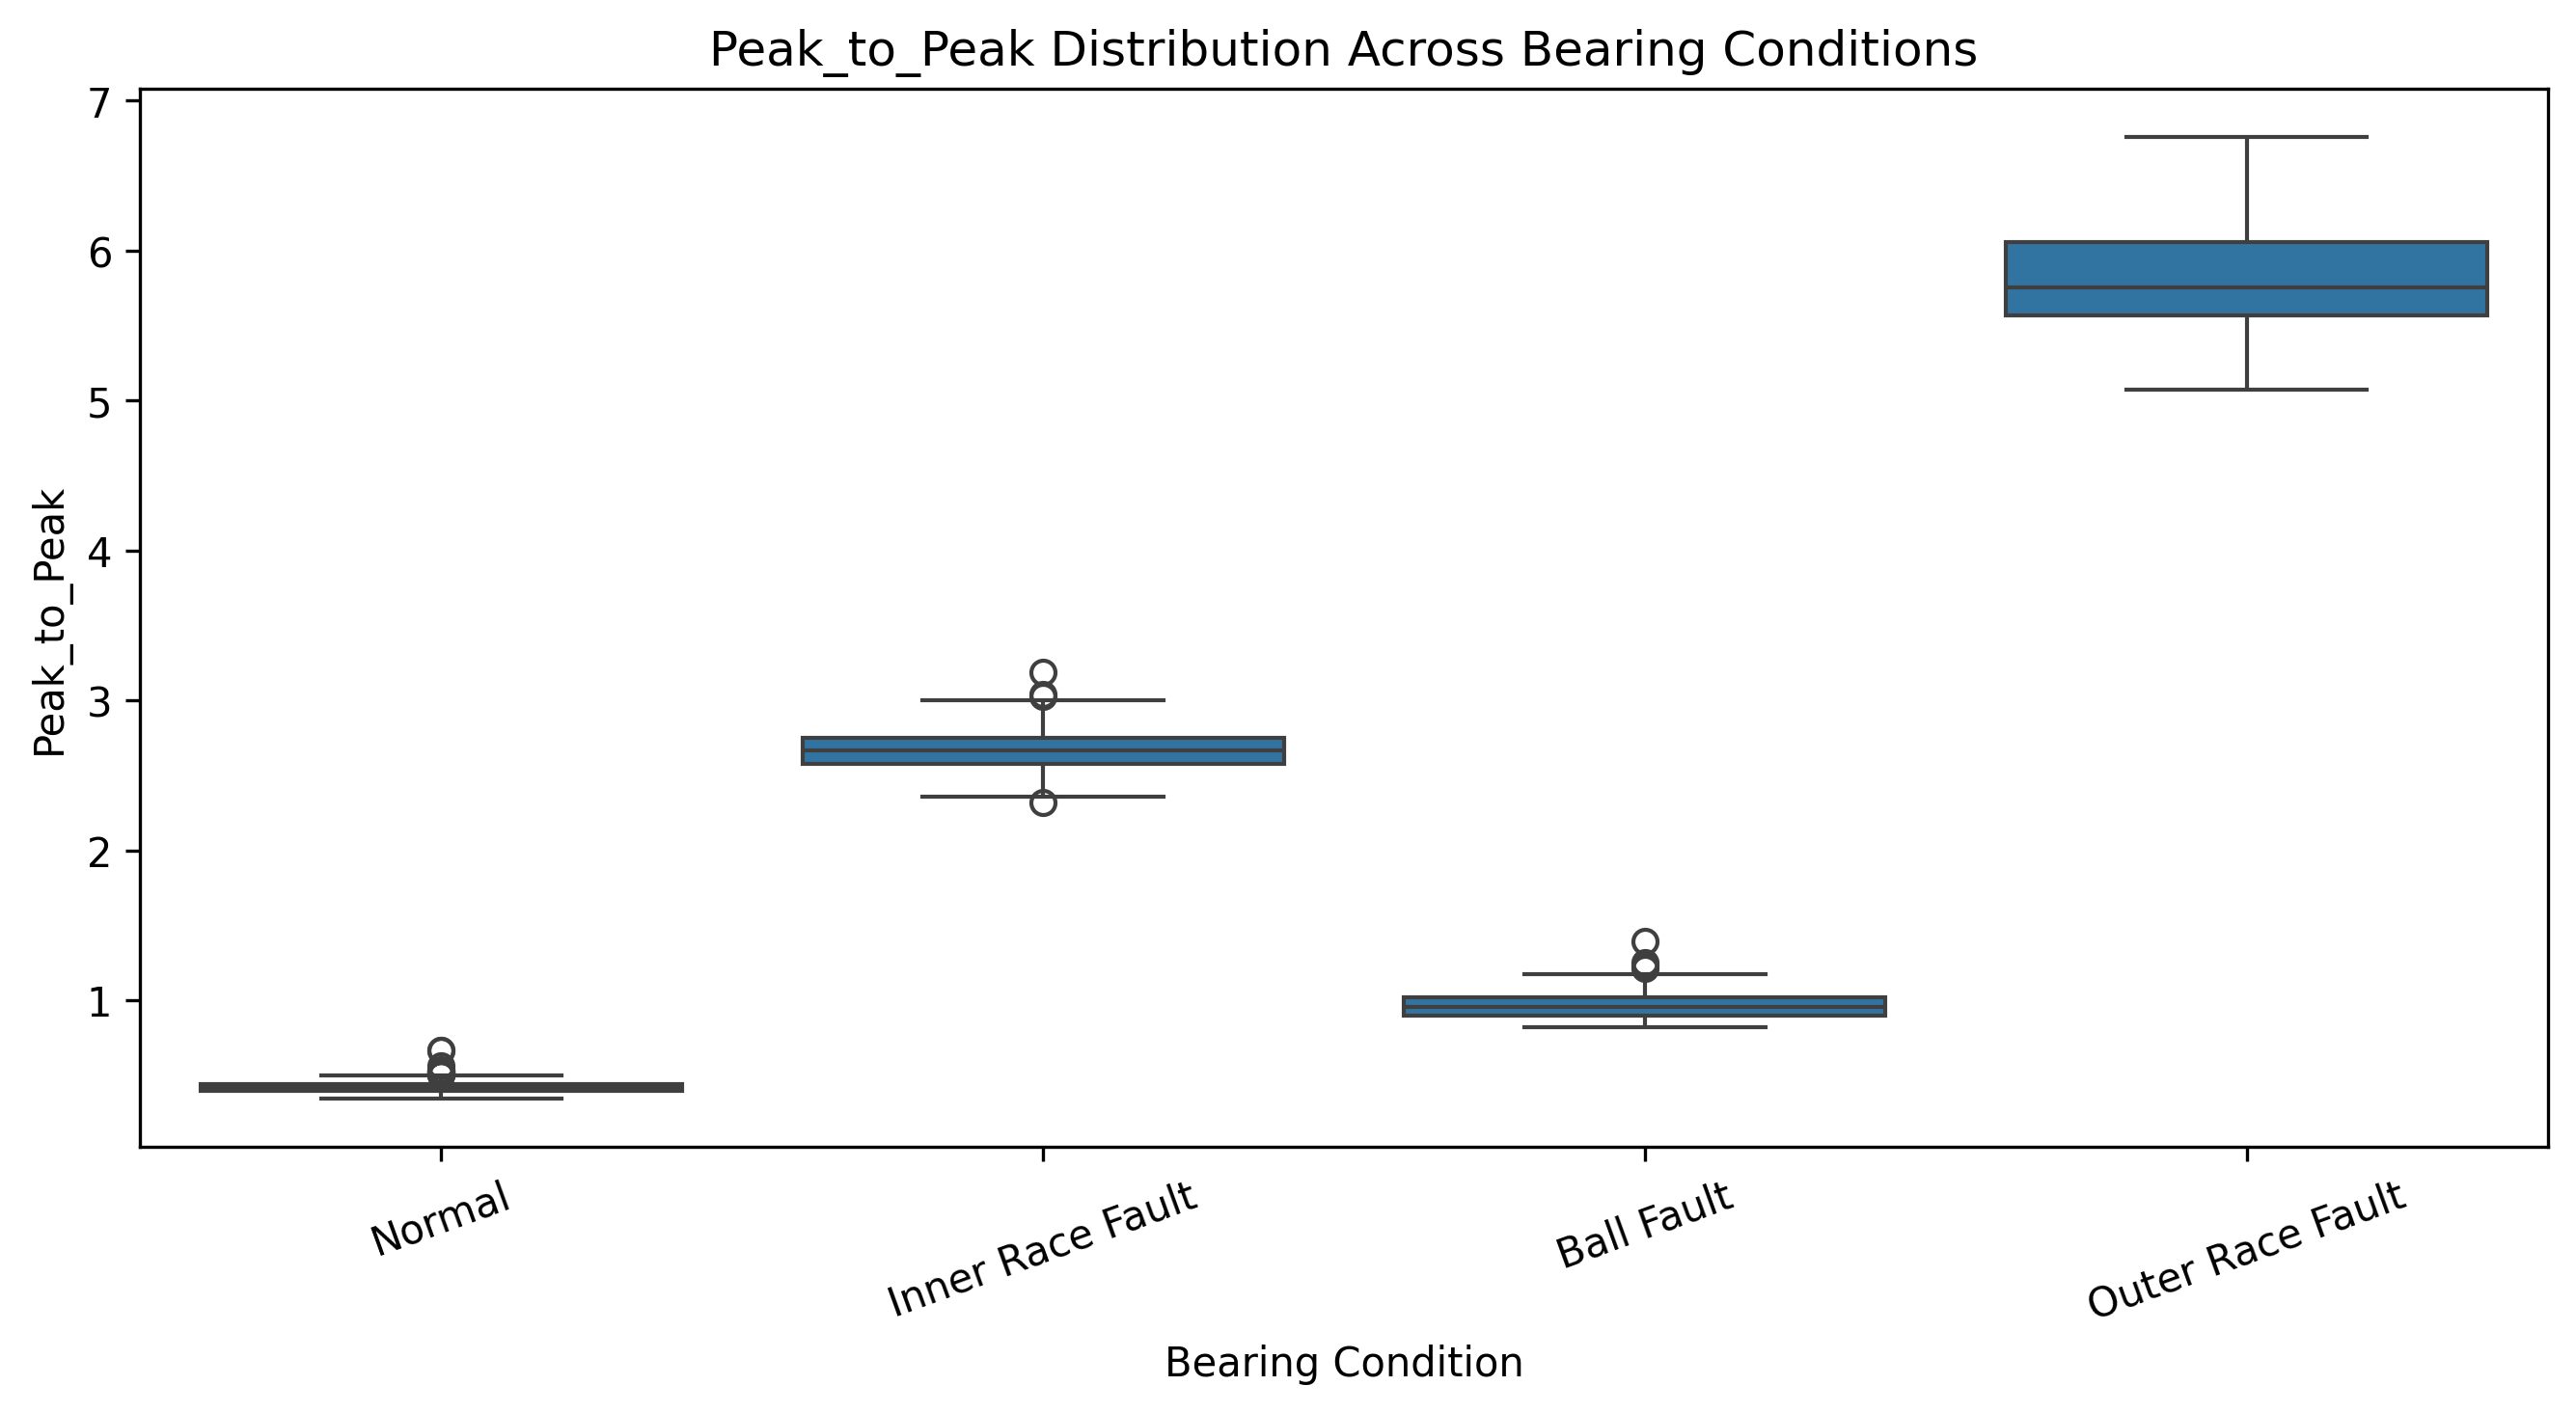 Peak_to_Peak Distribution Across Bearing Conditions
Peak_to_Peak
7
6
5
4
3
2
1
Normal
Inner Race Fault
Ball Fault
Outer Race Fault
Bearing Condition